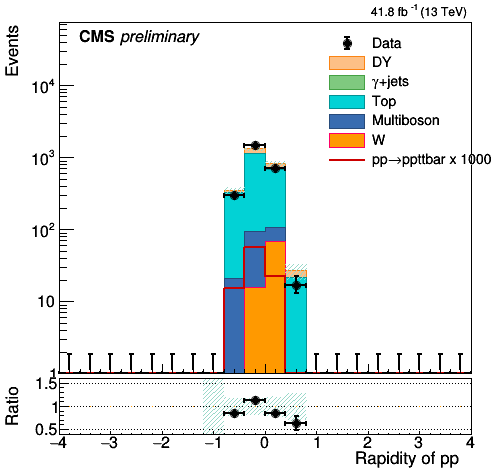 41.8 fb⁻¹ (13 TeV)
CMS preliminary
Events
Data
DY
γ+jets
Top
Multiboson
W
pp→ppttbar x 1000
10⁴
10³
10²
10
1
Ratio
1.5
1
0.5
−4 −3 −2 −1 0 1 2 3 4
Rapidity of pp